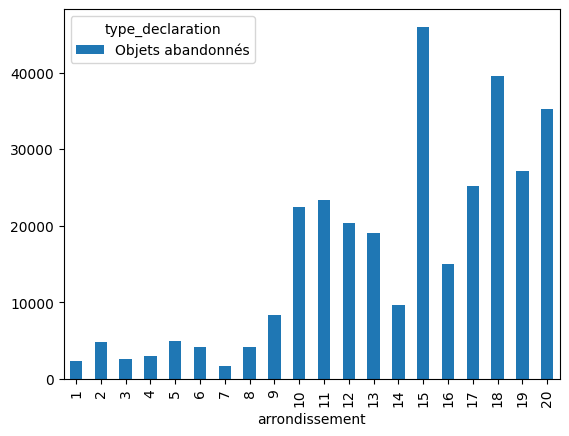 type_declaration
Objets abandonnés
40000
30000
20000
10000
0
1 2 3 4 5 6 7 8 9 10 11 12 13 14 15 16 17 18 19 20
arrondissement